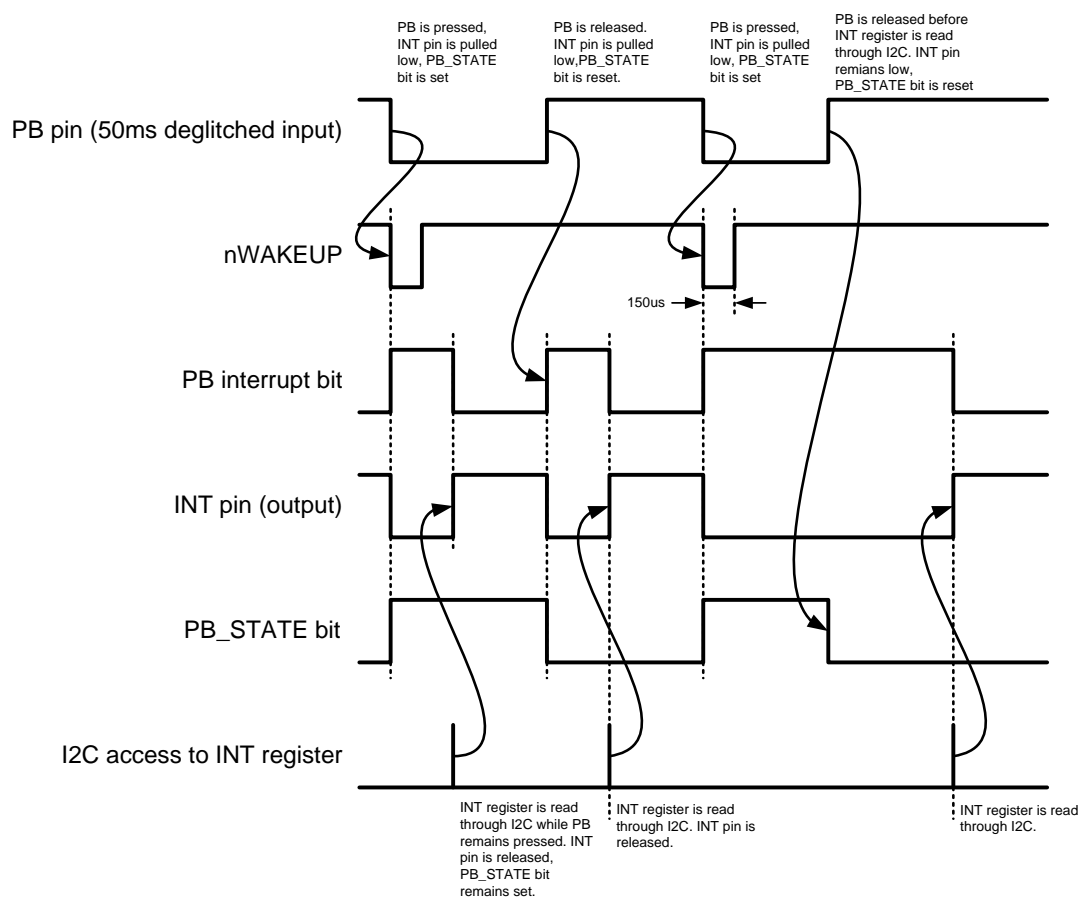 PB is pressed,
INT pin is pulled
low, PB_STATE
bit is set
PB is released.
INT pin is pulled
low,PB_STATE
bit is reset.
PB is pressed,
INT pin is pulled
low, PB_STATE
bit is set
PB is released before
INT register is read
through I2C. INT pin
remians low,
PB_STATE bit is reset
PB pin (50ms deglitched input)
nWAKEUP
150us
PB interrupt bit
INT pin (output)
PB_STATE bit
I2C access to INT register
INT register is read
through I2C while PB
remains pressed. INT
pin is released,
PB_STATE bit
remains set.
INT register is read
through I2C. INT pin is
released.
INT register is read
through I2C.